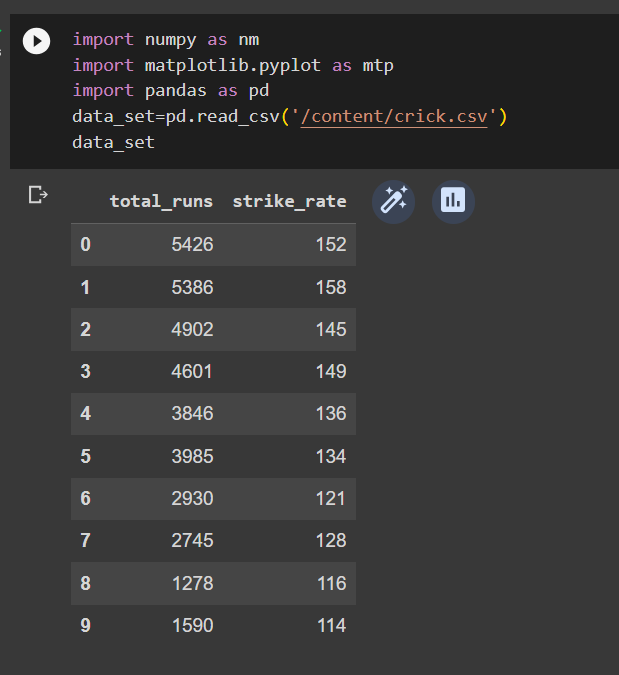 import numpy as nm
import matplotlib.pyplot as mtp
import pandas as pd
data_set=pd.read_csv('/content/crick.csv')
data_set
total_runs strike_rate
0 5426 152
1 5386 158
2 4902 145
3 4601 149
4 3846 136
5 3985 134
6 2930 121
7 2745 128
8 1278 116
9 1590 114